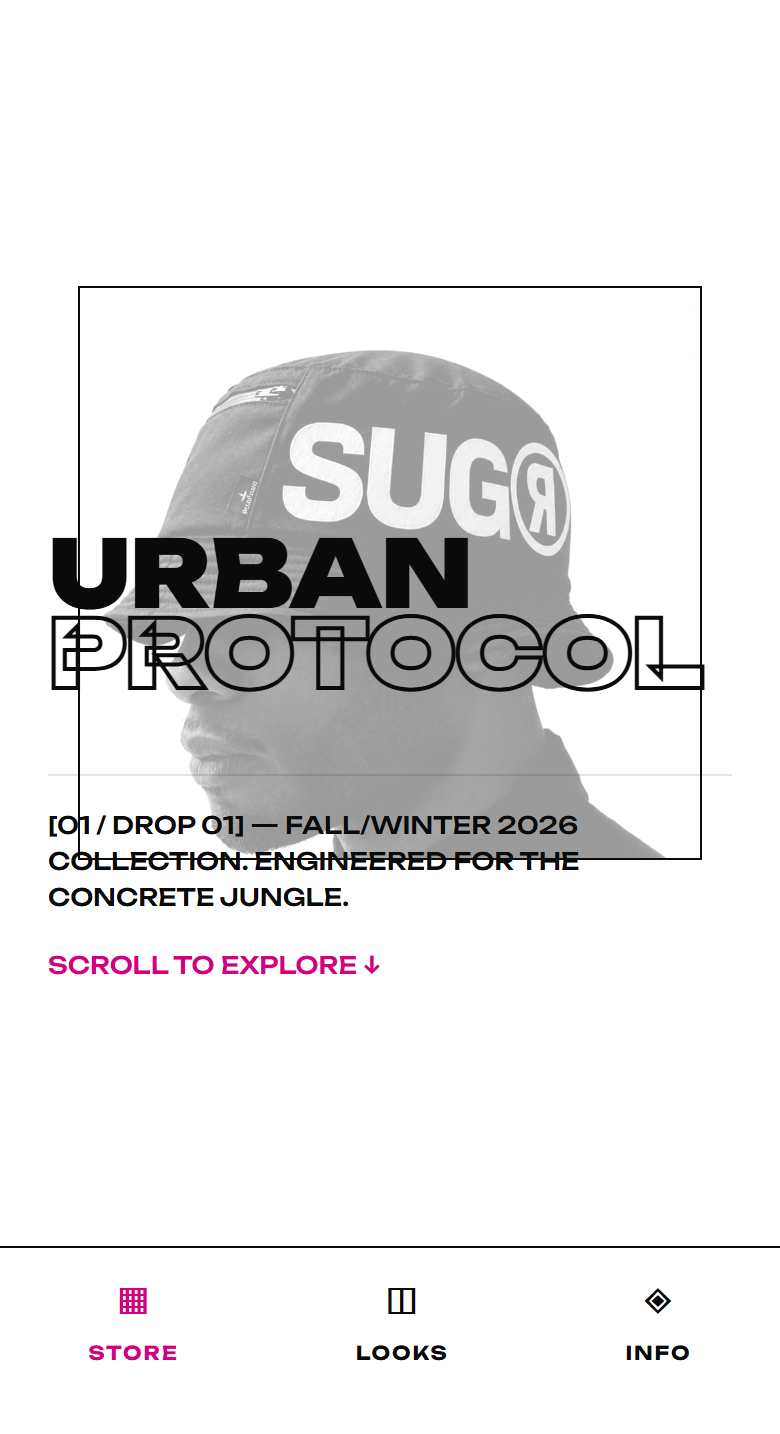 SUG®
URBAN
PROTOCOL
[01 / DROP 01] — FALL/WINTER 2026
COLLECTION. ENGINEERED FOR THE
CONCRETE JUNGLE.
SCROLL TO EXPLORE ↓
STORE
LOOKS
INFO